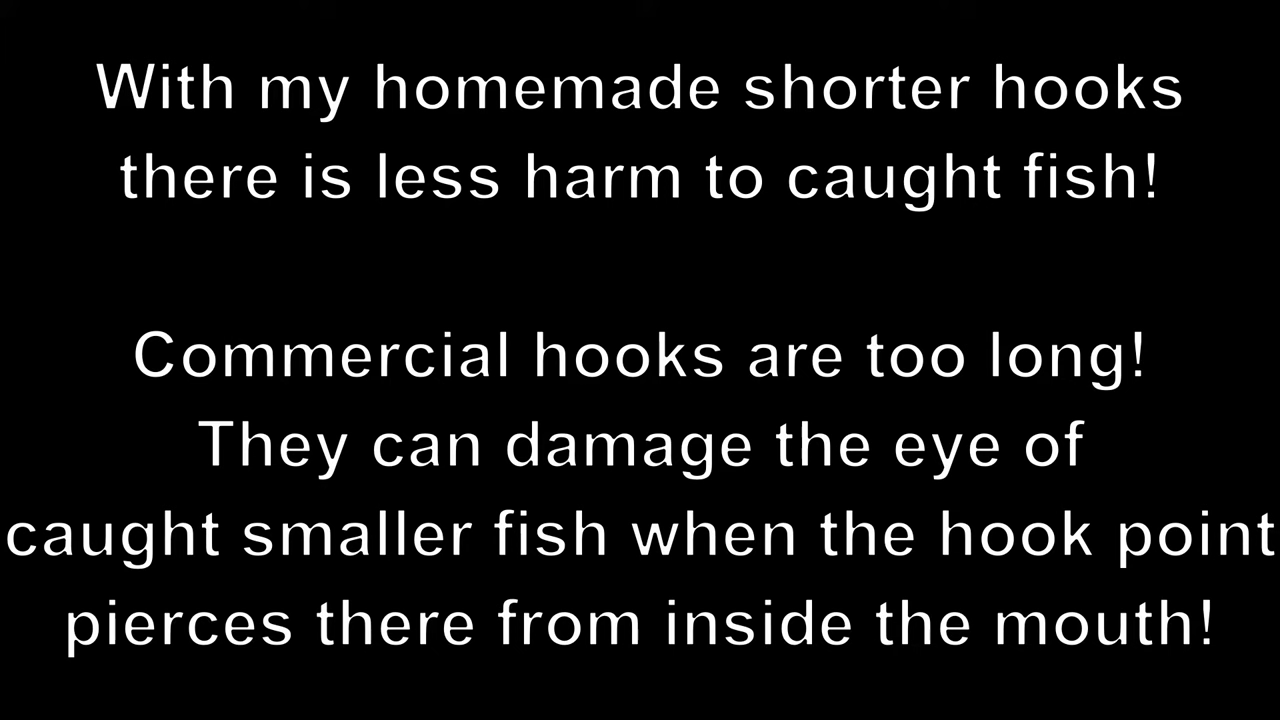 With my homemade shorter hooks
there is less harm to caught fish!
Commercial hooks are too long!
They can damage the eye of
caught smaller fish when the hook point
pierces there from inside the mouth!